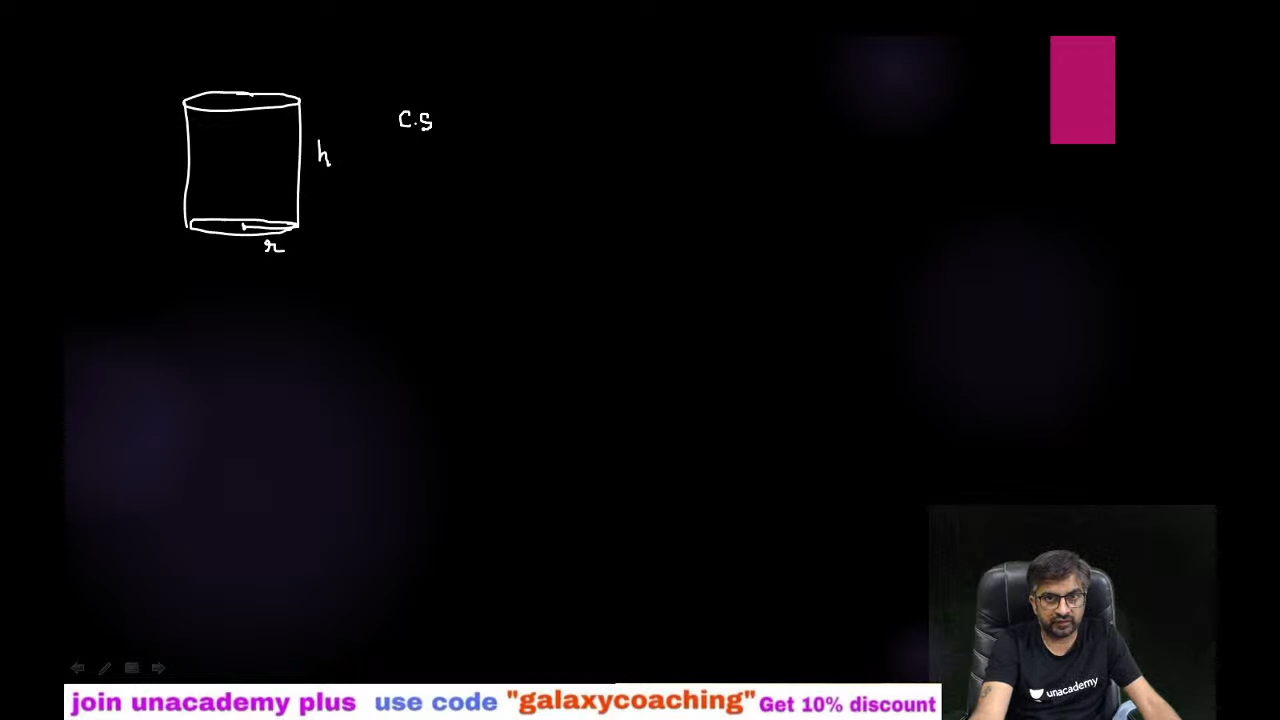 C.S
h
r
unacademy
join unacademy plus use code "galaxycoaching" Get 10% discount